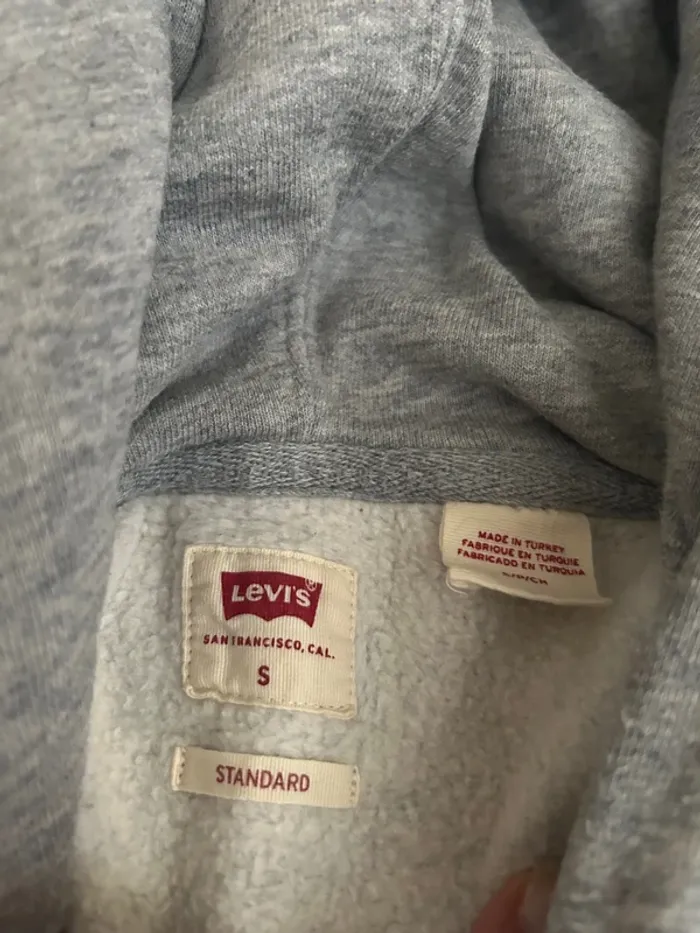 Levi's®
SAN FRANCISCO, CAL.
S
STANDARD
MADE IN TURKEY
FABRIQUE EN TURQUIE
FABRICADO EN TURQUIA